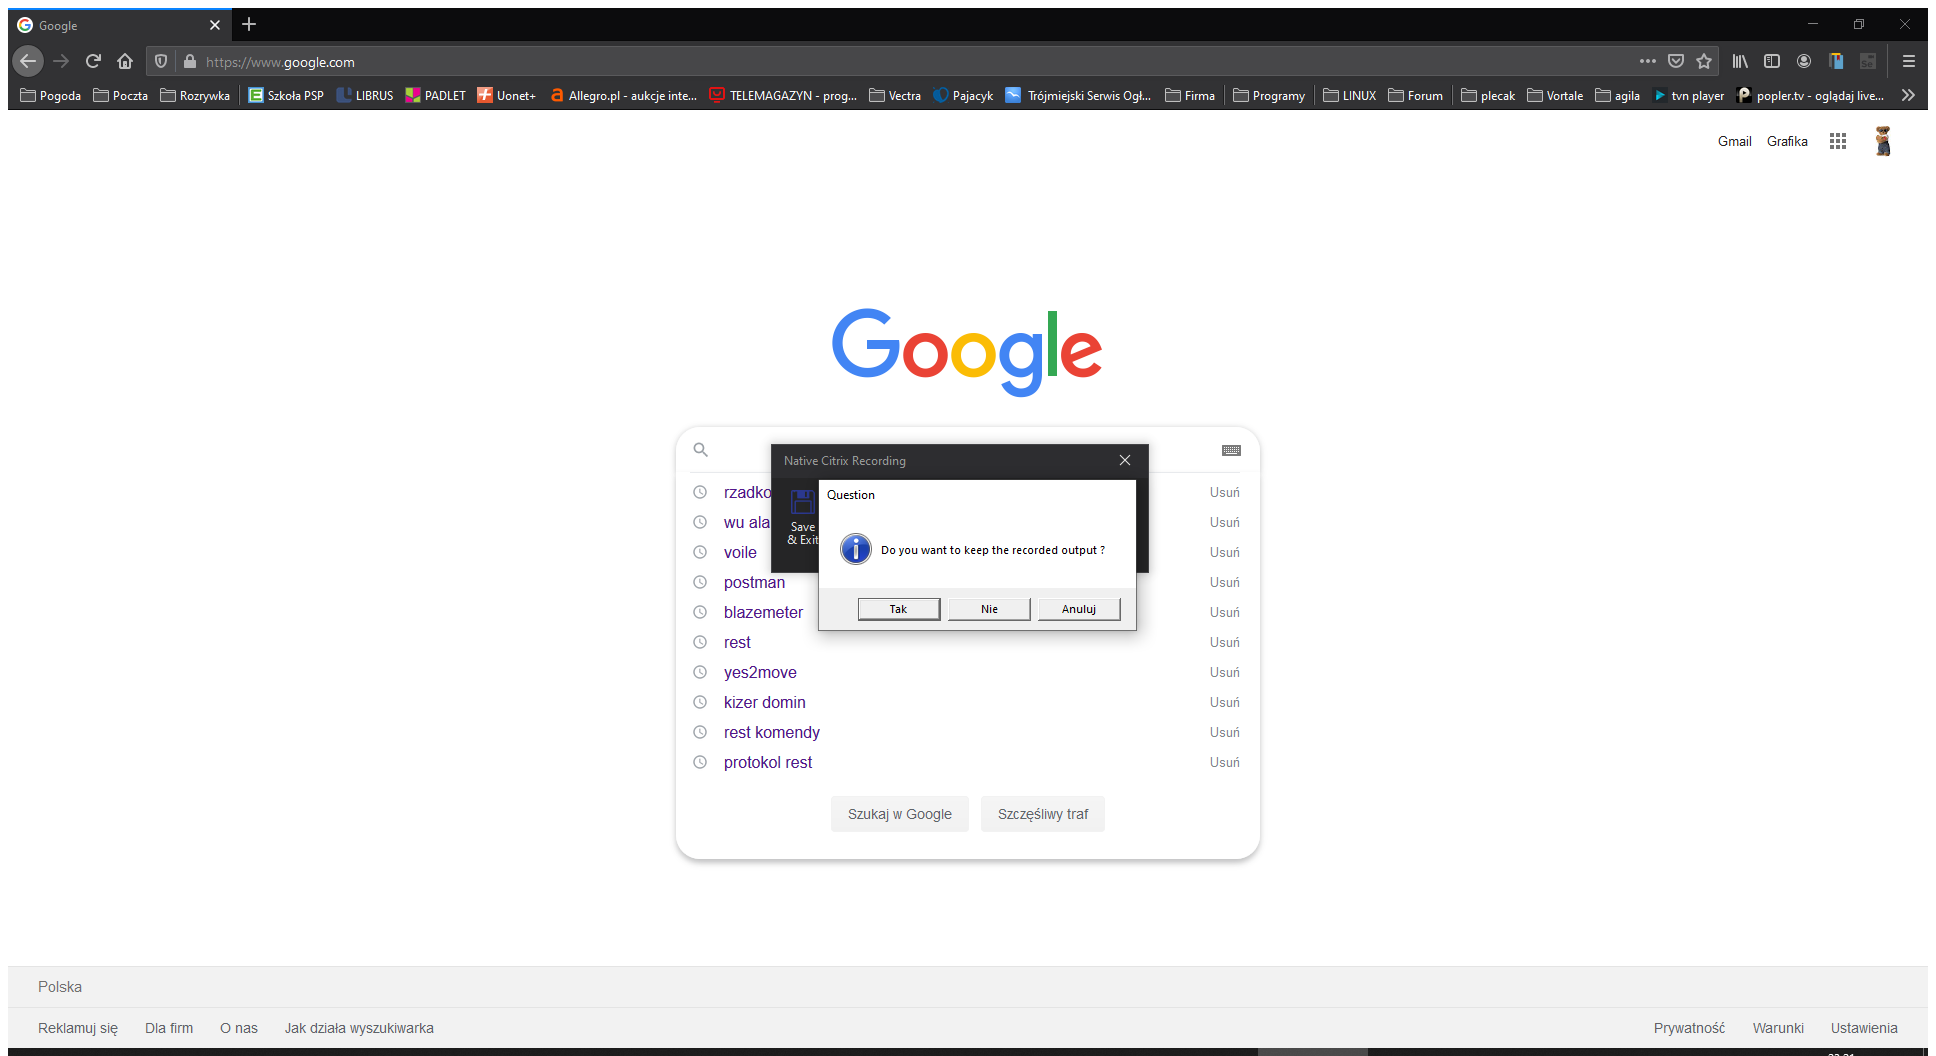 Google
https://www.google.com
Pogoda Poczta Rozrywka Szkoła PSP LIBRUS PADLET Uonet+ Allegro.pl - aukcje inte... TELEMAGAZYN - prog... Vectra Pajacyk Trójmiejski Serwis Ogł... Firma Programy LINUX Forum plecak Vortale agila tvn player popler.tv - oglądaj live...
Gmail Grafika
Google
Native Citrix Recording
Save
& Exit
Question
Do you want to keep the recorded output ?
Tak Nie Anuluj
rzadko Usuń
wu ala Usuń
voile Usuń
postman Usuń
blazemeter Usuń
rest Usuń
yes2move Usuń
kizer domin Usuń
rest komendy Usuń
protokol rest Usuń
Szukaj w Google Szczęśliwy traf
Polska
Reklamuj się Dla firm O nas Jak działa wyszukiwarka Prywatność Warunki Ustawienia